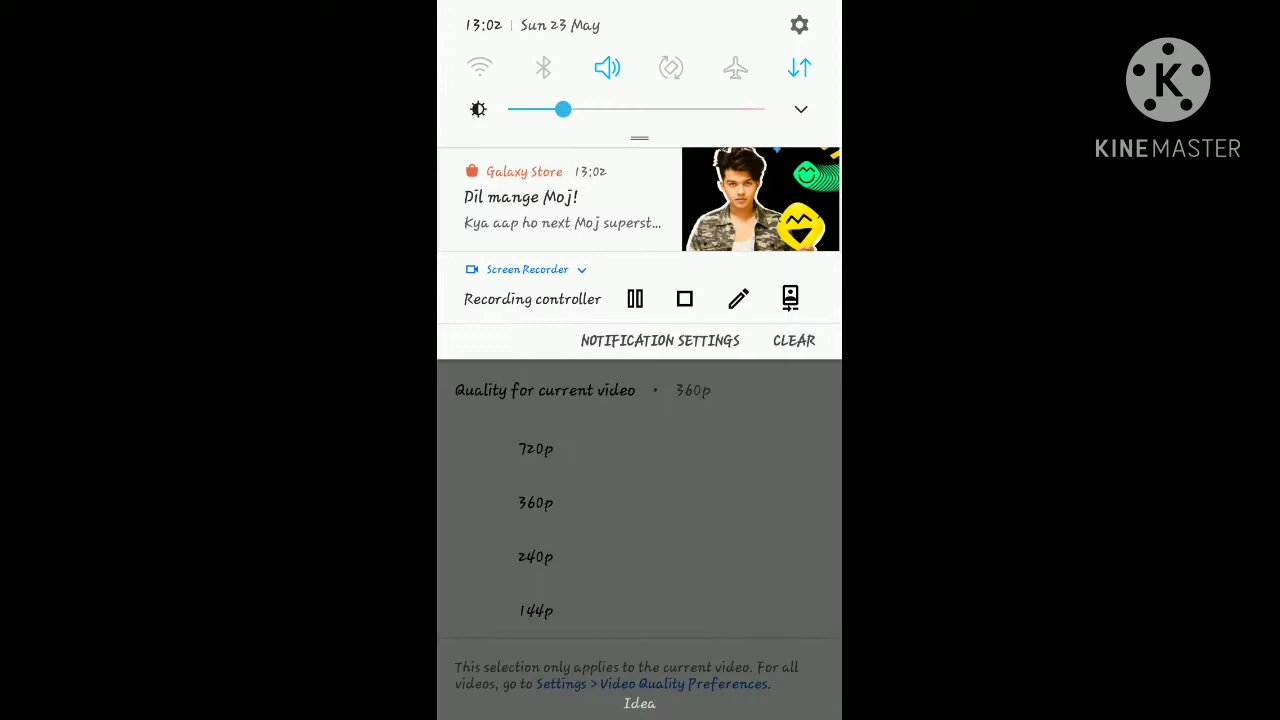 13:02 | Sun 23 May
K
KINEMASTER
Galaxy Store 13:02
Dil mange Moj!
Kya aap ho next Moj superst...
Screen Recorder
Recording controller
NOTIFICATION SETTINGS CLEAR
Quality for current video • 360p
720p
360p
240p
144p
This selection only applies to the current video. For all
videos, go to Settings > Video Quality Preferences.
Idea